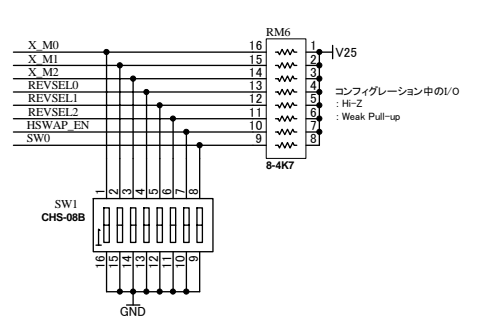 RM6
X_M0 16 1 V25
X_M1 15 2
X_M2 14 3
REVSEL0 13 4 コンフィグレーション中のI/O
REVSEL1 12 5 : Hi-Z
REVSEL2 11 6 : Weak Pull-up
HSWAP_EN 10 7
SW0 9 8
8-4K7
1 2 3 4 5 6 7 8
SW1
CHS-08B
16 15 14 13 12 11 10 9
GND